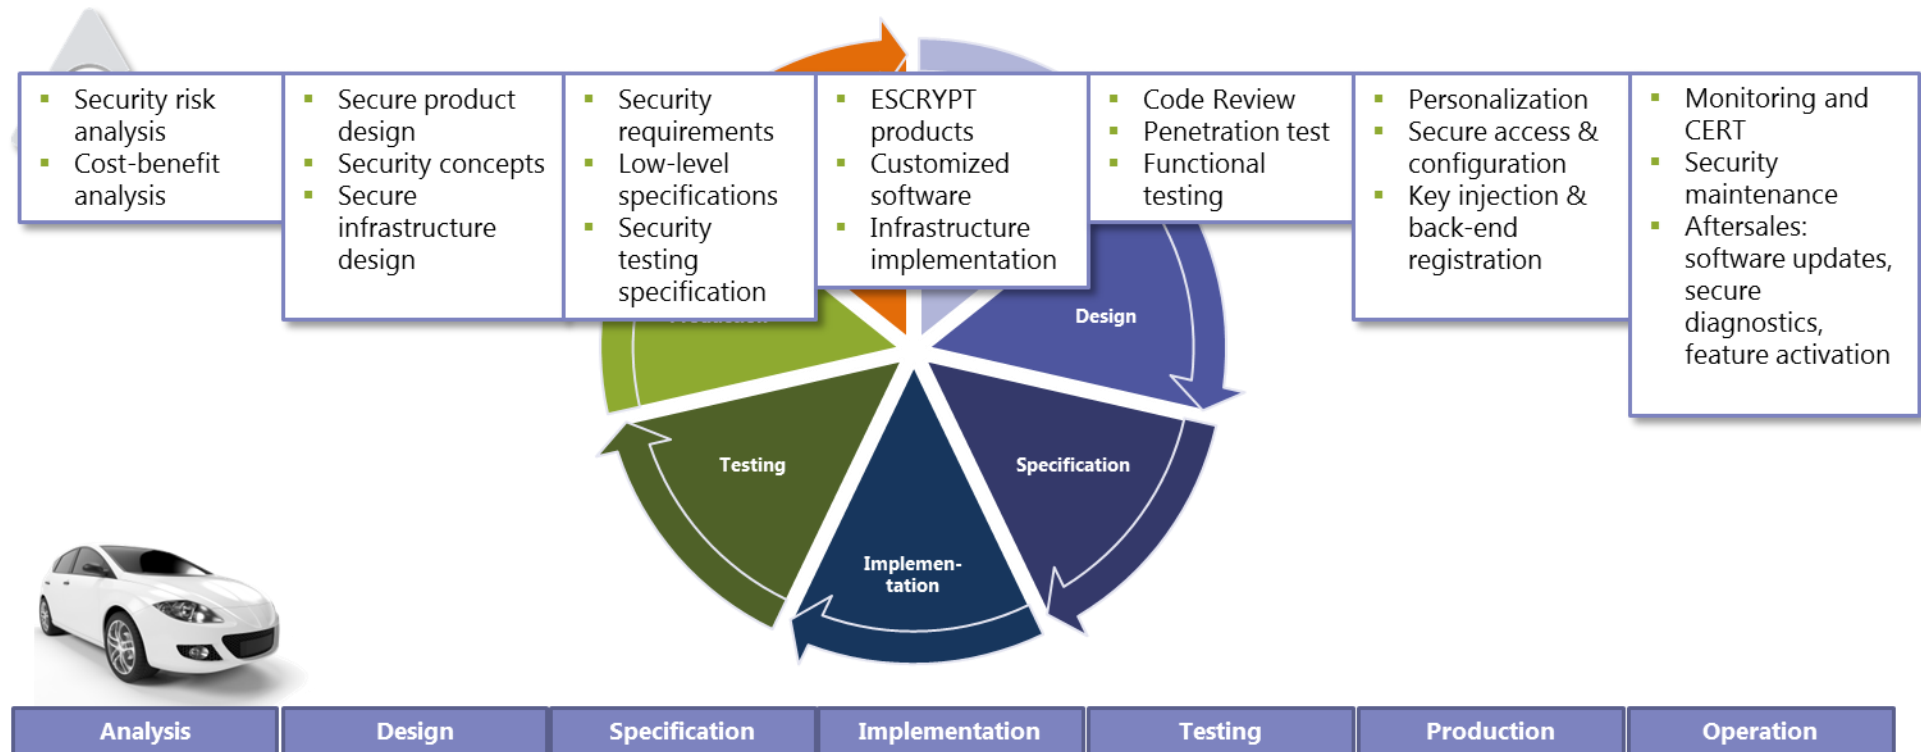 Security risk
analysis
Cost-benefit
analysis
Secure product
design
Security concepts
Secure
infrastructure
design
Security
requirements
Low-level
specifications
Security
testing
specification
ESCRYPT
products
Customized
software
Infrastructure
implementation
Code Review
Penetration test
Functional
testing
Personalization
Secure access &
configuration
Key injection &
back-end
registration
Monitoring and
CERT
Security
maintenance
Aftersales:
software updates,
secure
diagnostics,
feature activation
Production
Design
Testing
Specification
Implemen-
tation
Analysis
Design
Specification
Implementation
Testing
Production
Operation